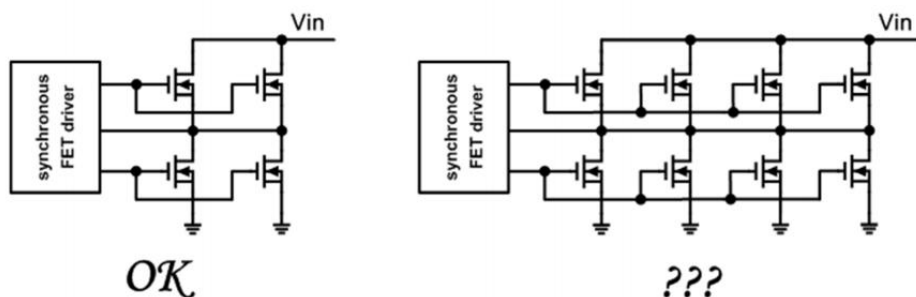 Vin
synchronous
FET driver
OK
Vin
synchronous
FET driver
???